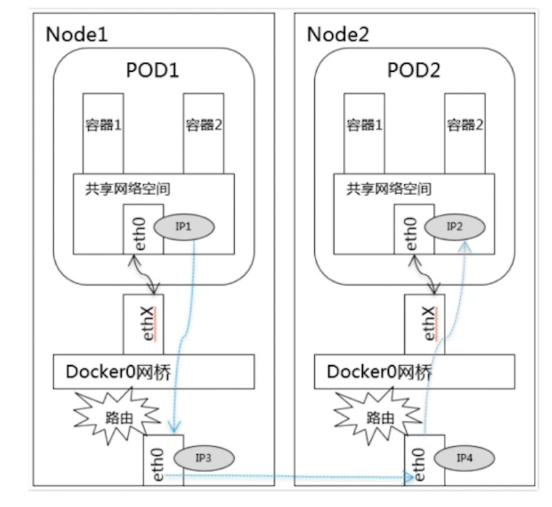 Node1
POD1
容器1
容器2
共享网络空间
eth0
IP1
ethX
Docker0网桥
路由
eth0
IP3
Node2
POD2
容器1
容器2
共享网络空间
eth0
IP2
ethX
Docker0网桥
路由
eth0
IP4